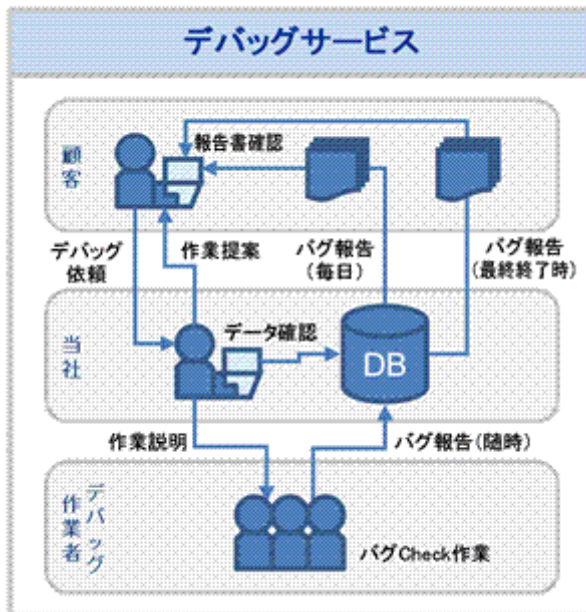 デバッグサービス
顧客
報告書確認
デバッグ
依頼
作業提案
バグ報告
(毎日)
バグ報告
(最終終了時)
当社
データ確認
DB
作業説明
バグ報告(随時)
デバッグ
作業者
バグCheck作業